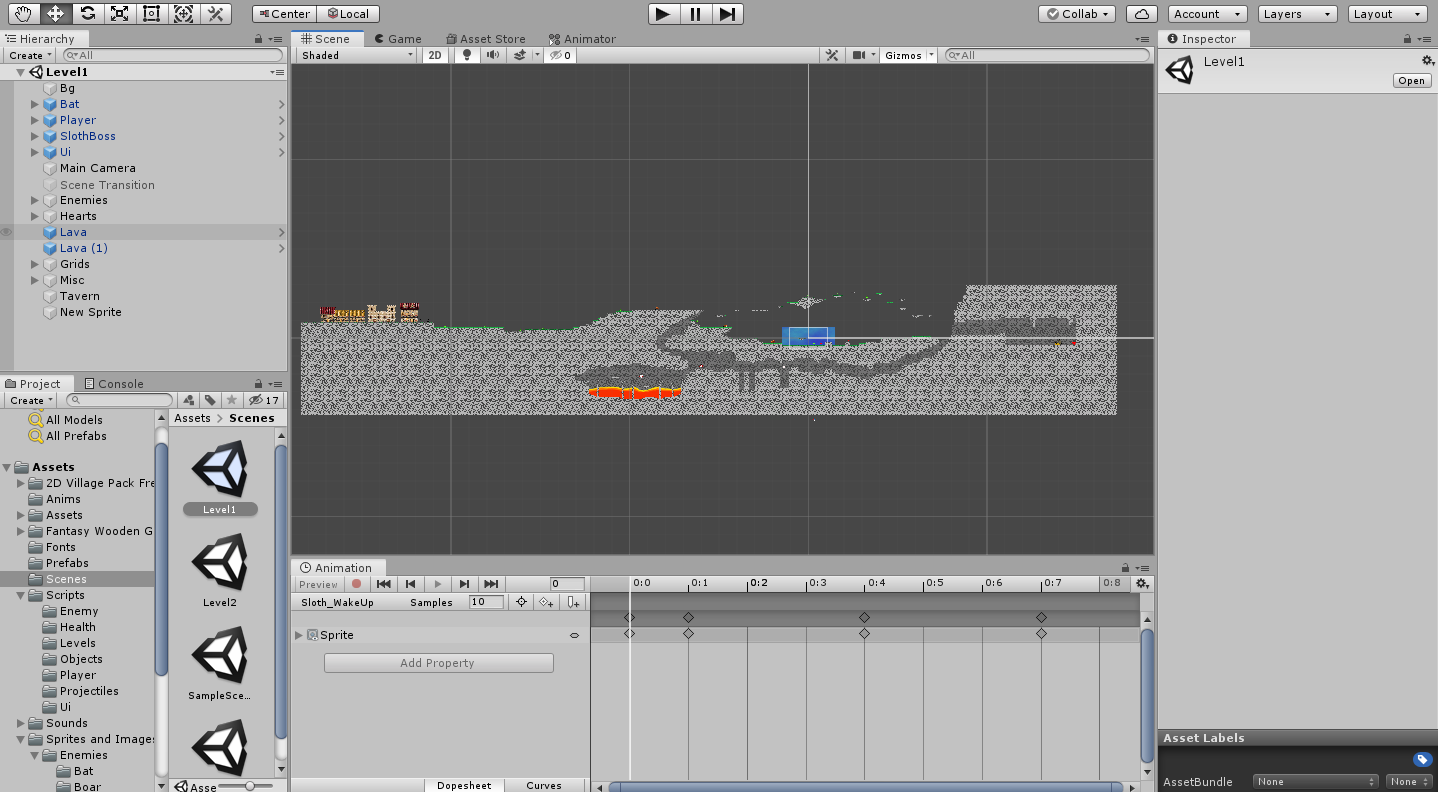 Center Local Collab Account Layers Layout
Hierarchy
Create All
Level1
Bg
Bat
Player
SlothBoss
Ui
Main Camera
Scene Transition
Enemies
Hearts
Lava
Lava (1)
Grids
Misc
Tavern
New Sprite
Scene Game Asset Store Animator
Shaded 2D 0 Gizmos All
Inspector
Level1
Open
Project Console
Create 17
All Models
All Prefabs
Assets
2D Village Pack Fre
Anims
Assets
Fantasy Wooden G
Fonts
Prefabs
Scenes
Scripts
Enemy
Health
Levels
Objects
Player
Projectiles
Ui
Sounds
Sprites and Images
Enemies
Bat
Boar
Assets > Scenes
Level1
Level2
SampleSce...
Asse
Animation
Preview 0 0:0 0:1 0:2 0:3 0:4 0:5 0:6 0:7 0:8
Sloth_WakeUp Samples 10
Sprite
Add Property
Dopesheet Curves
Asset Labels
AssetBundle None None